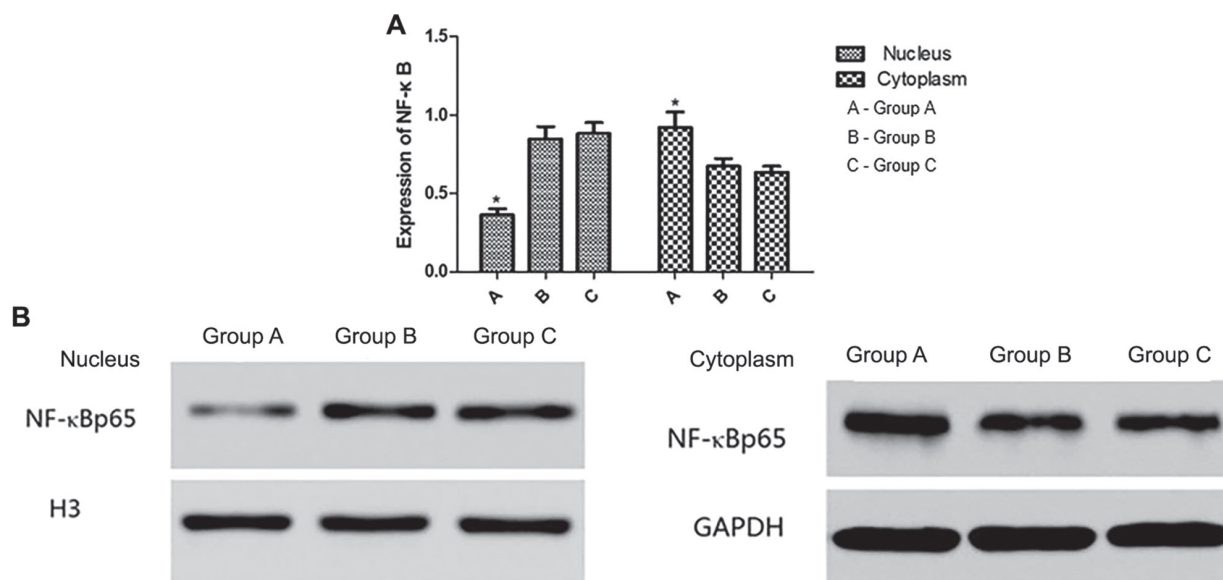 A
Expression of NF-κ B
1.5
1.0
0.5
0.0
*
*
A B C A B C
Nucleus
Cytoplasm
A - Group A
B - Group B
C - Group C
B
Nucleus
Group A Group B Group C
NF-κBp65
H3
Cytoplasm
Group A Group B Group C
NF-κBp65
GAPDH